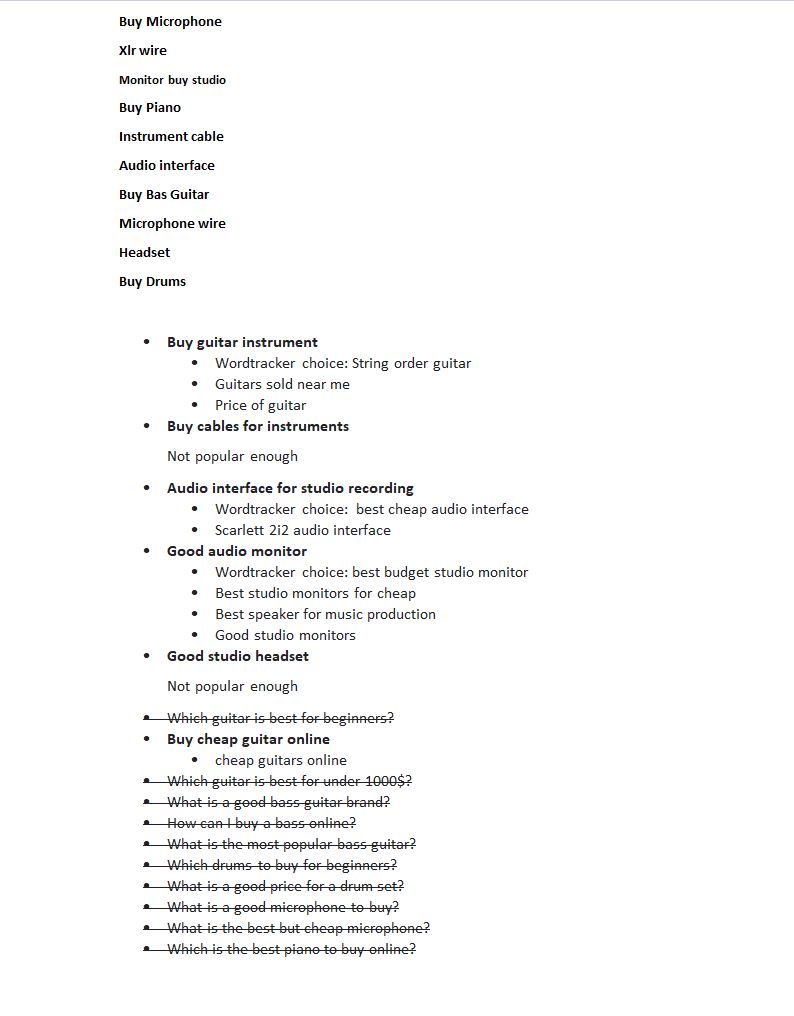 Buy Microphone
Xlr wire
Monitor buy studio
Buy Piano
Instrument cable
Audio interface
Buy Bas Guitar
Microphone wire
Headset
Buy Drums
• Buy guitar instrument
• Wordtracker choice: String order guitar
• Guitars sold near me
• Price of guitar
• Buy cables for instruments
Not popular enough
• Audio interface for studio recording
• Wordtracker choice: best cheap audio interface
• Scarlett 2i2 audio interface
• Good audio monitor
• Wordtracker choice: best budget studio monitor
• Best studio monitors for cheap
• Best speaker for music production
• Good studio monitors
• Good studio headset
Not popular enough
• Which guitar is best for beginners?
• Buy cheap guitar online
• cheap guitars online
• Which guitar is best for under 1000$?
• What is a good bass guitar brand?
• How can I buy a bass online?
• What is the most popular bass guitar?
• Which drums to buy for beginners?
• What is a good price for a drum set?
• What is a good microphone to buy?
• What is the best but cheap microphone?
• Which is the best piano to buy online?